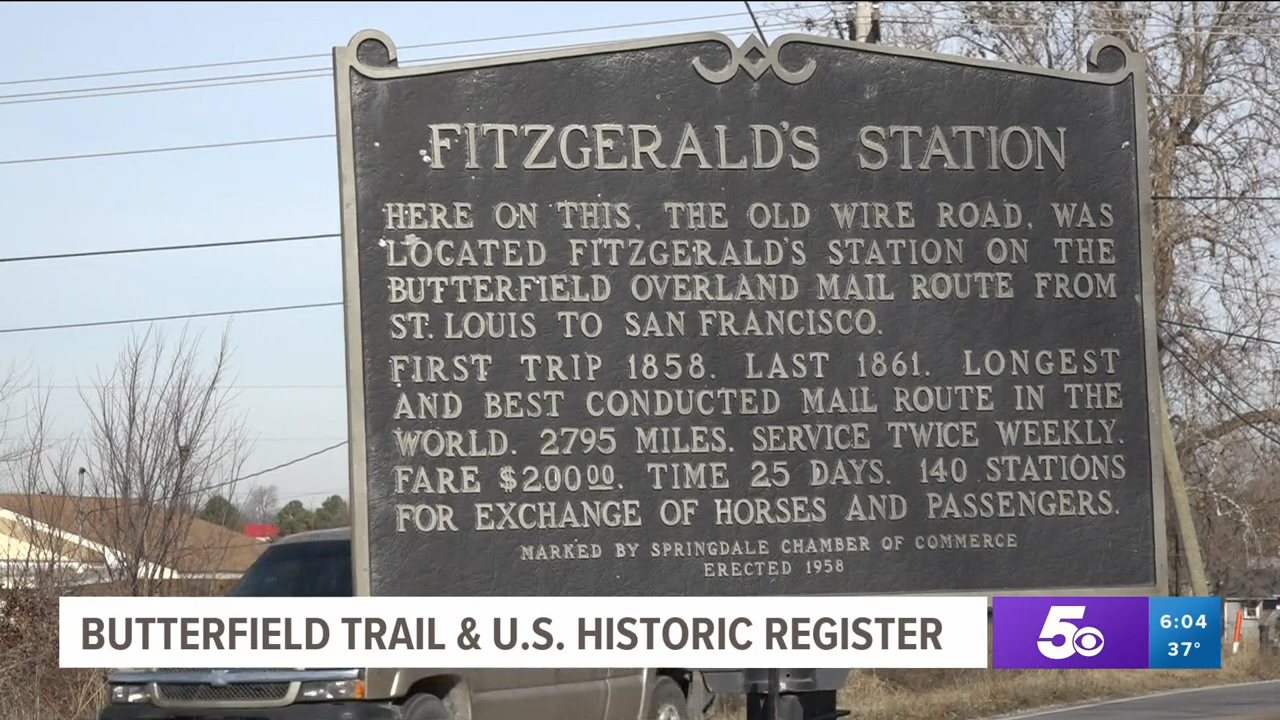 FITZGERALD'S STATION
HERE ON THIS, THE OLD WIRE ROAD, WAS
LOCATED FITZGERALD'S STATION ON THE
BUTTERFIELD OVERLAND MAIL ROUTE FROM
ST. LOUIS TO SAN FRANCISCO.
FIRST TRIP 1858. LAST 1861. LONGEST
AND BEST CONDUCTED MAIL ROUTE IN THE
WORLD. 2795 MILES. SERVICE TWICE WEEKLY.
FARE $200.00. TIME 25 DAYS. 140 STATIONS
FOR EXCHANGE OF HORSES AND PASSENGERS.
MARKED BY SPRINGDALE CHAMBER OF COMMERCE
ERECTED 1958
BUTTERFIELD TRAIL & U.S. HISTORIC REGISTER
5
6:04
37°